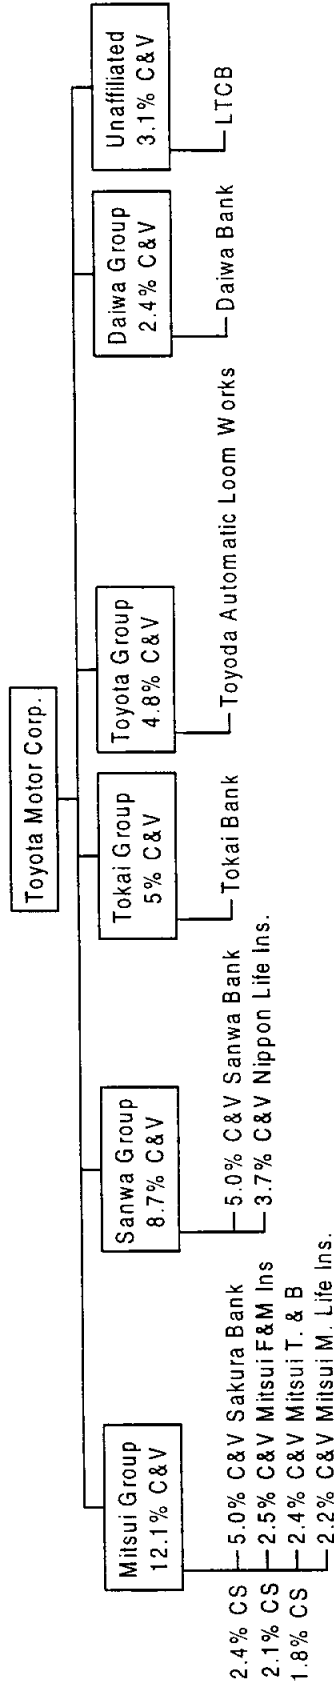 Toyota Motor Corp.
Mitsui Group
12.1% C&V
Sanwa Group
8.7% C&V
Tokai Group
5% C&V
Toyota Group
4.8% C&V
Daiwa Group
2.4% C&V
Unaffiliated
3.1% C&V
2.4% CS
2.1% CS
1.8% CS
5.0% C&V Sakura Bank
2.5% C&V Mitsui F&M Ins
2.4% C&V Mitsui T. & B
2.2% C&V Mitsui M. Life Ins.
5.0% C&V Sanwa Bank
3.7% C&V Nippon Life Ins.
Tokai Bank
Toyoda Automatic Loom Works
Daiwa Bank
LTCB